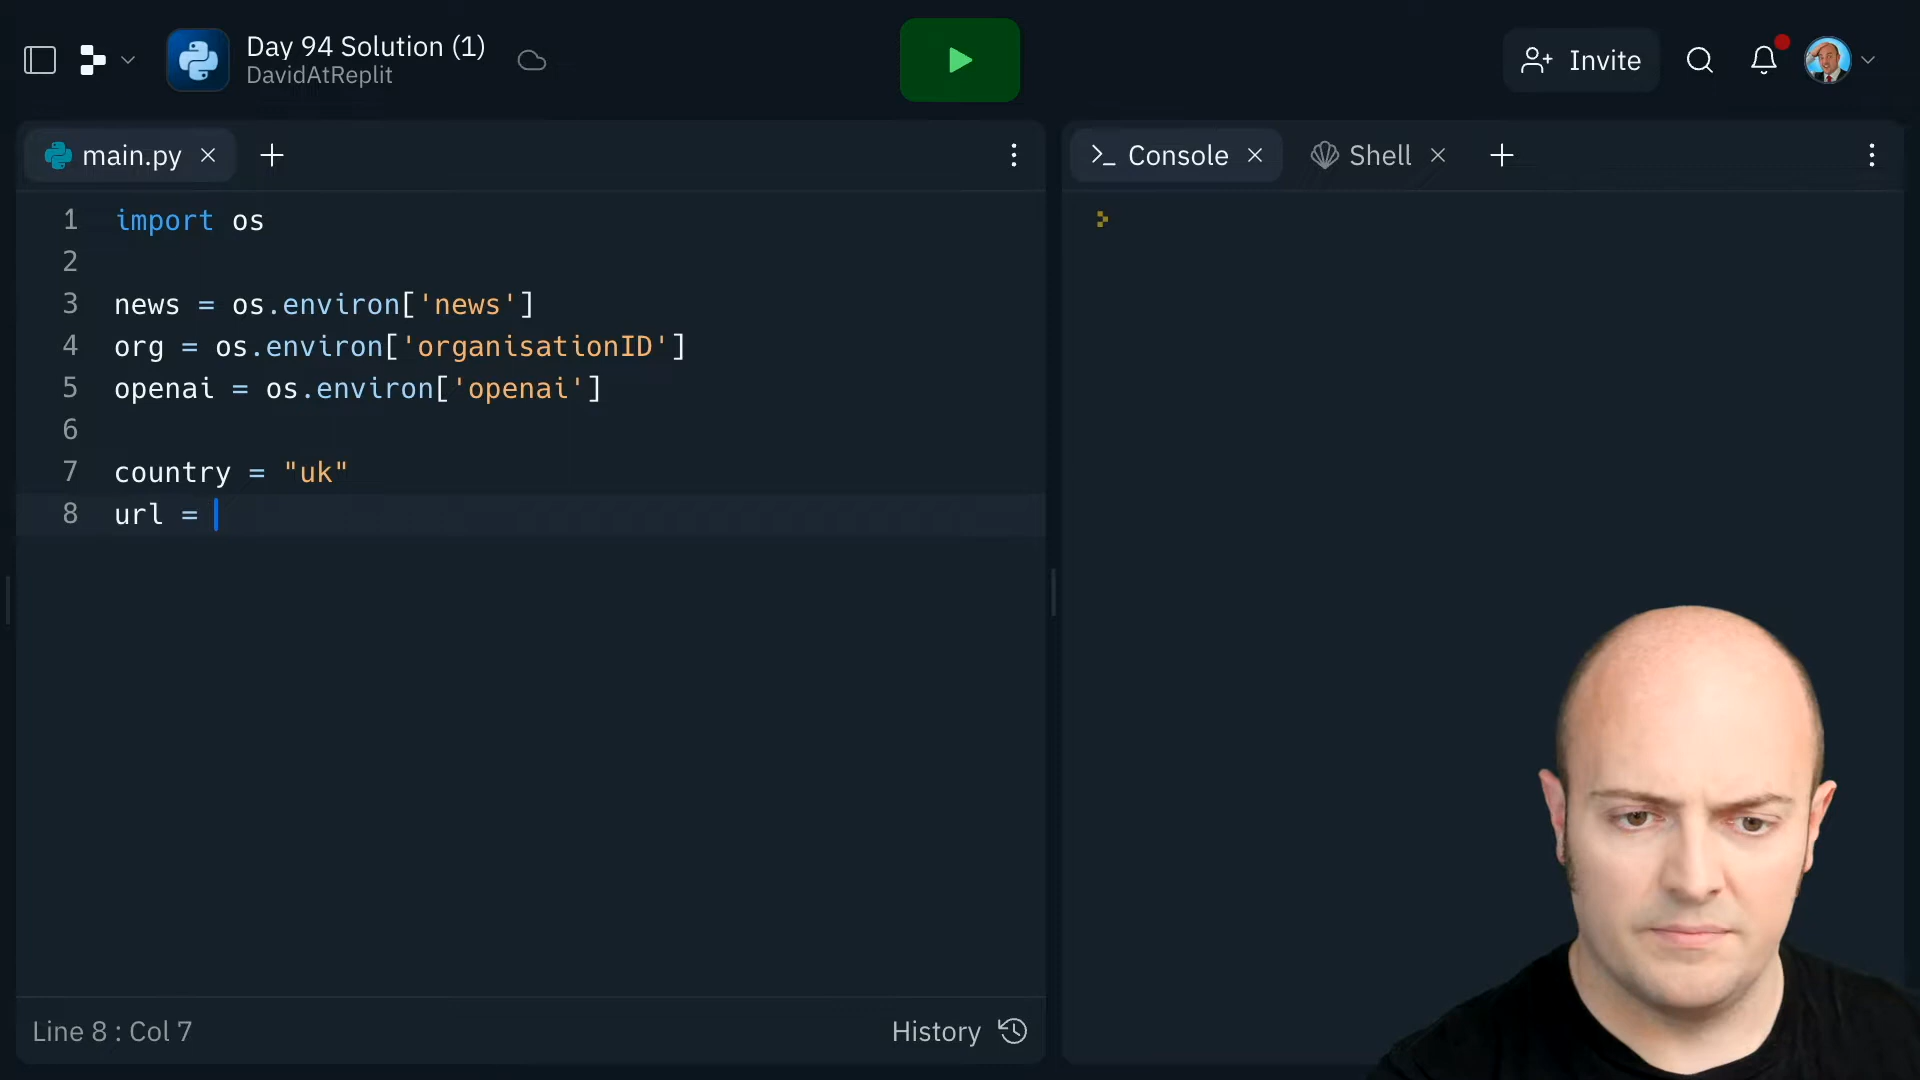 Day 94 Solution (1)
DavidAtReplit
Invite
main.py
Console
Shell
1 import os
2
3 news = os.environ['news']
4 org = os.environ['organisationID']
5 openai = os.environ['openai']
6
7 country = "uk"
8 url =
Line 8 : Col 7
History